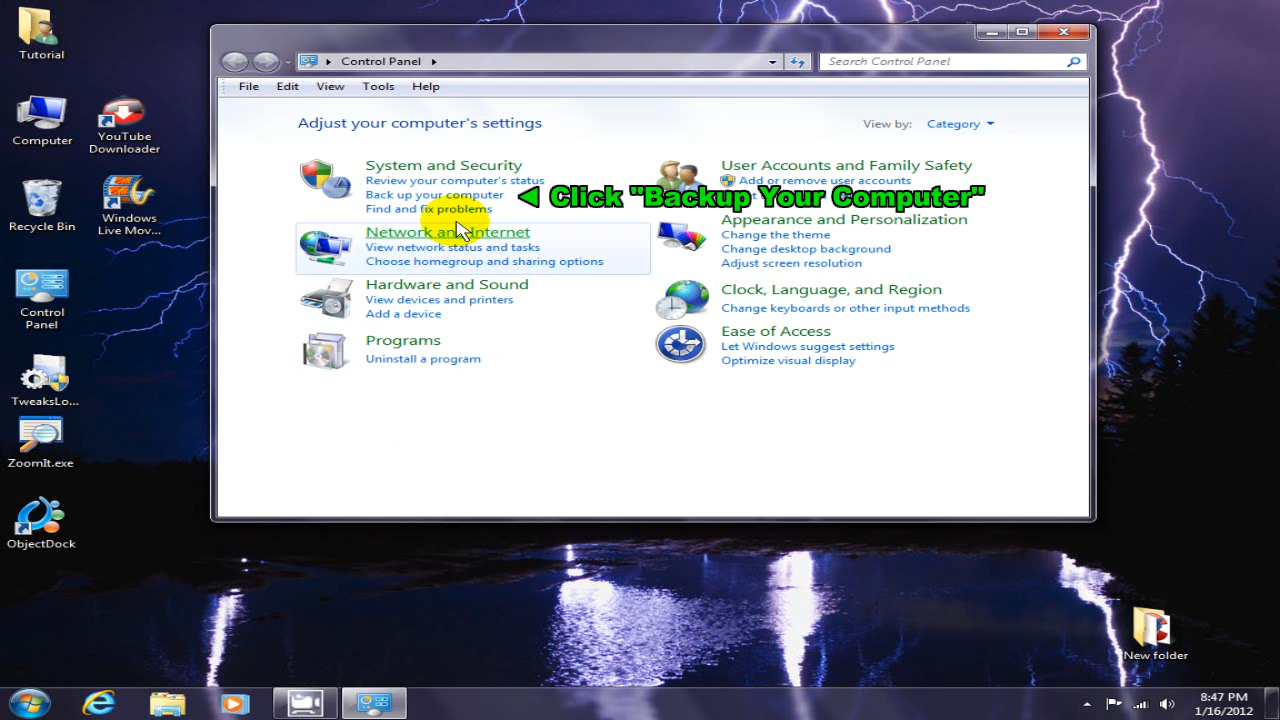 Tutorial
Computer
YouTube
Downloader
Recycle Bin
Windows
Live Mov...
Control
Panel
TweaksLo...
ZoomIt.exe
ObjectDock
Control Panel
Search Control Panel
File Edit View Tools Help
Adjust your computer's settings
View by: Category
System and Security
Review your computer's status
Back up your computer
Find and fix problems
Network and Internet
View network status and tasks
Choose homegroup and sharing options
Hardware and Sound
View devices and printers
Add a device
Programs
Uninstall a program
User Accounts and Family Safety
Add or remove user accounts
Click "Backup Your Computer"
Appearance and Personalization
Change the theme
Change desktop background
Adjust screen resolution
Clock, Language, and Region
Change keyboards or other input methods
Ease of Access
Let Windows suggest settings
Optimize visual display
New folder
8:47 PM
1/16/2012